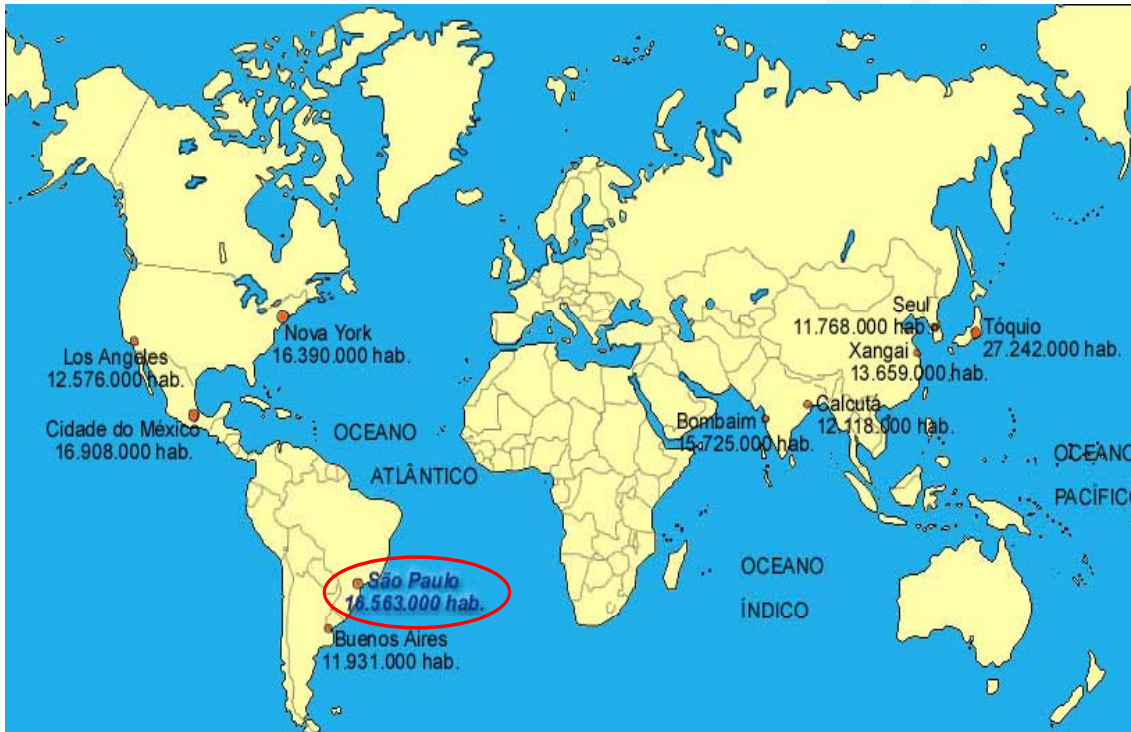 Nova York
16.390.000 hab.
Los Angeles
12.576.000 hab.
Cidade do México
16.908.000 hab.
OCEANO
ATLÂNTICO
São Paulo
16.563.000 hab.
Buenos Aires
11.931.000 hab.
Seul
11.768.000 hab.
Tóquio
27.242.000 hab.
Xangai
13.659.000 hab.
Calcutá
12.118.000 hab.
Bombaim
15.725.000 hab.
OCEANO
PACÍFICO
OCEANO
ÍNDICO